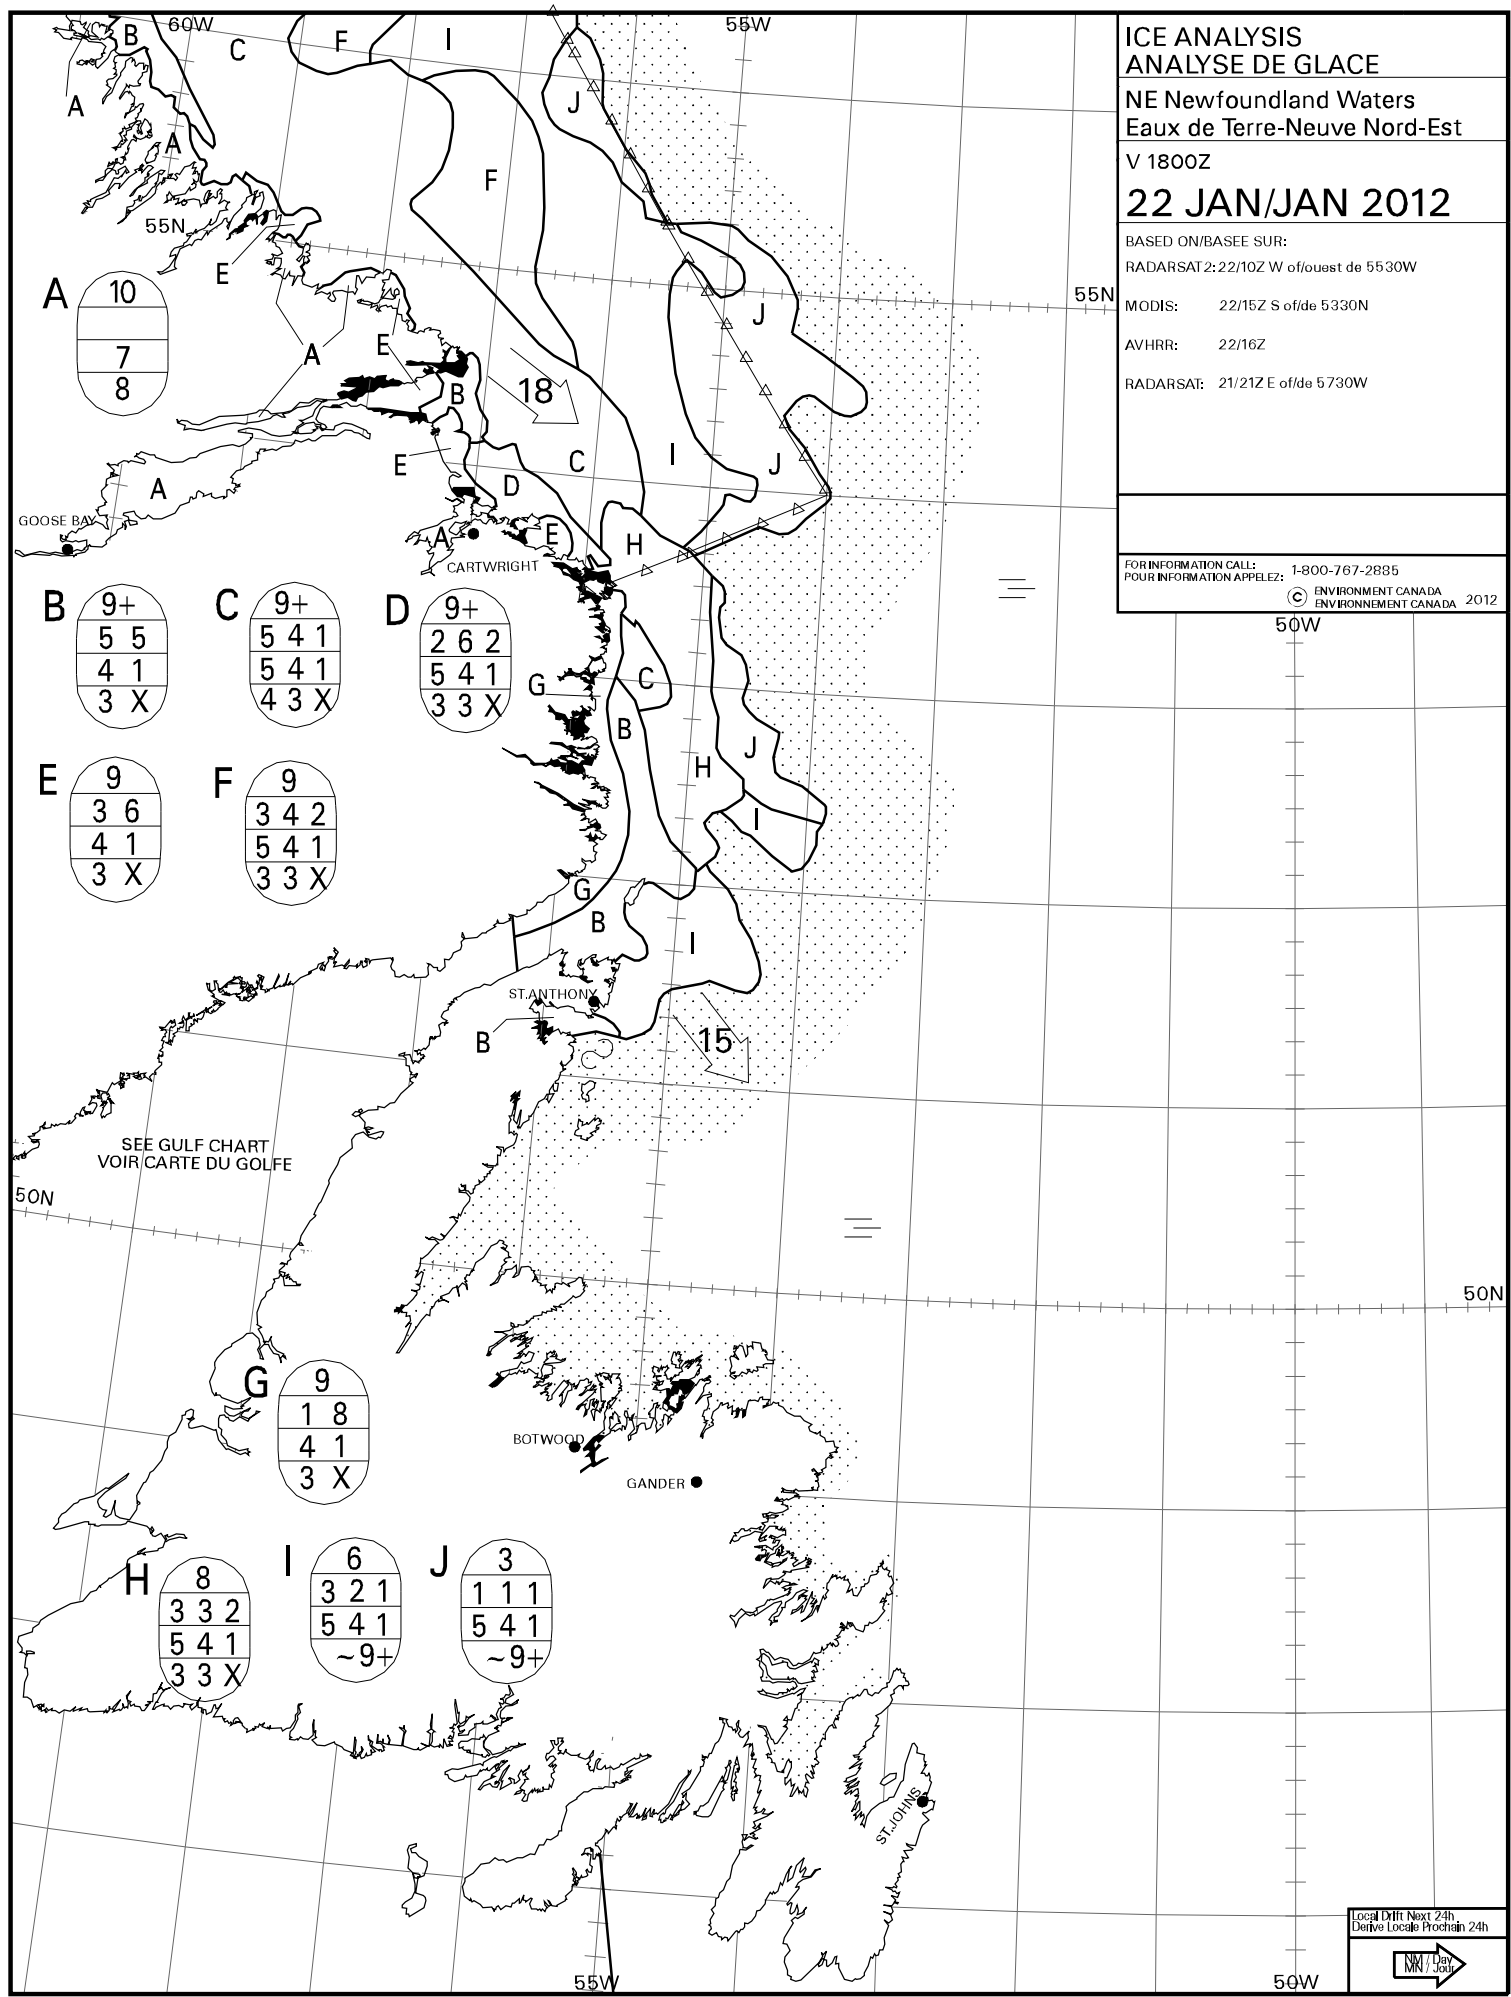 ICE ANALYSIS
ANALYSE DE GLACE
NE Newfoundland Waters
Eaux de Terre-Neuve Nord-Est
V 1800Z
22 JAN/JAN 2012
BASED ON/BASEE SUR:
RADARSAT2: 22/10Z W of/ouest de 5530W
MODIS: 22/15Z S of/de 5330N
AVHRR: 22/16Z
RADARSAT: 21/21Z E of/de 5730W
FOR INFORMATION CALL:
POUR INFORMATION APPELEZ: 1-800-767-2885
© ENVIRONMENT CANADA
ENVIRONNEMENT CANADA 2012
60W
55W
B
C
F
I
A
J
A
F
55N
E
55N
J
A
E
B
18
C
I
J
E
D
A
GOOSE BAY
A
E
H
CARTWRIGHT
50W
G
C
B
J
H
I
G
B
I
ST.ANTHONY
B
15
SEE GULF CHART
VOIR CARTE DU GOLFE
50N
50N
BOTWOOD
GANDER
ST.JOHNS
55W
50W
A
10
7
8
B
9+
5 5
4 1
3 X
C
9+
5 4 1
5 4 1
4 3 X
D
9+
2 6 2
5 4 1
3 3 X
E
9
3 6
4 1
3 X
F
9
3 4 2
5 4 1
3 3 X
G
9
1 8
4 1
3 X
H
8
3 3 2
5 4 1
3 3 X
I
6
3 2 1
5 4 1
~9+
J
3
1 1 1
5 4 1
~9+
Local Drift Next 24h
Derive Locale Prochain 24h
NM / Day
MN / Jour